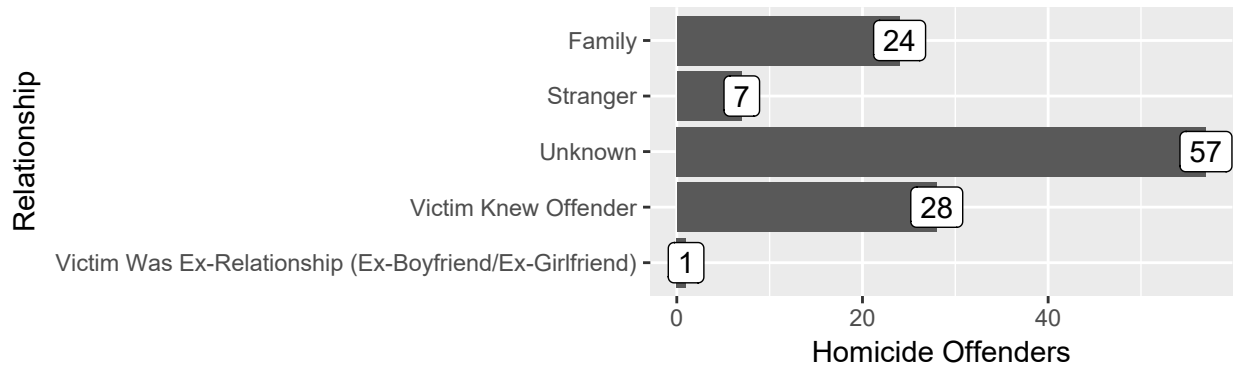 Relationship
Family
24
Stranger
7
Unknown
57
Victim Knew Offender
28
Victim Was Ex-Relationship (Ex-Boyfriend/Ex-Girlfriend)
1
0 20 40
Homicide Offenders